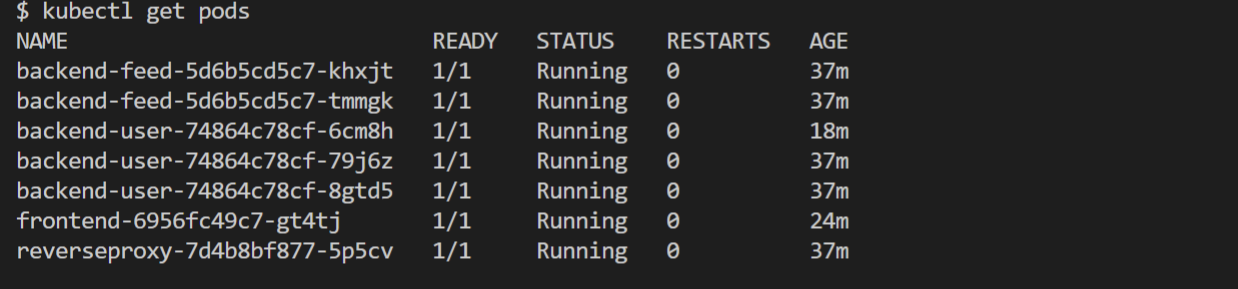 $ kubectl get pods
NAME READY STATUS RESTARTS AGE
backend-feed-5d6b5cd5c7-khxjt 1/1 Running 0 37m
backend-feed-5d6b5cd5c7-tmmgk 1/1 Running 0 37m
backend-user-74864c78cf-6cm8h 1/1 Running 0 18m
backend-user-74864c78cf-79j6z 1/1 Running 0 37m
backend-user-74864c78cf-8gtd5 1/1 Running 0 37m
frontend-6956fc49c7-gt4tj 1/1 Running 0 24m
reverseproxy-7d4b8bf877-5p5cv 1/1 Running 0 37m